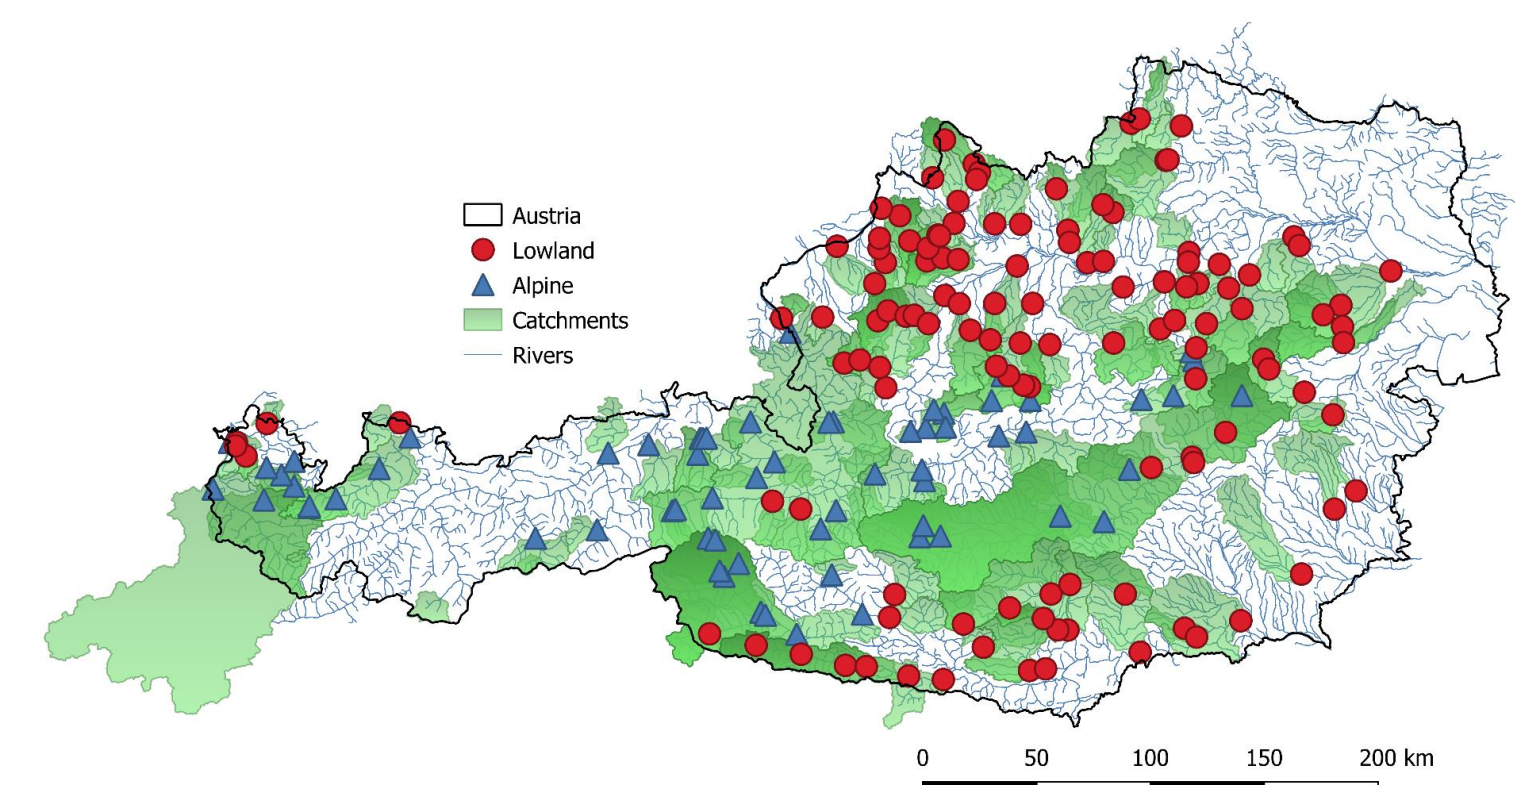 Austria
Lowland
Alpine
Catchments
Rivers
0 50 100 150 200 km